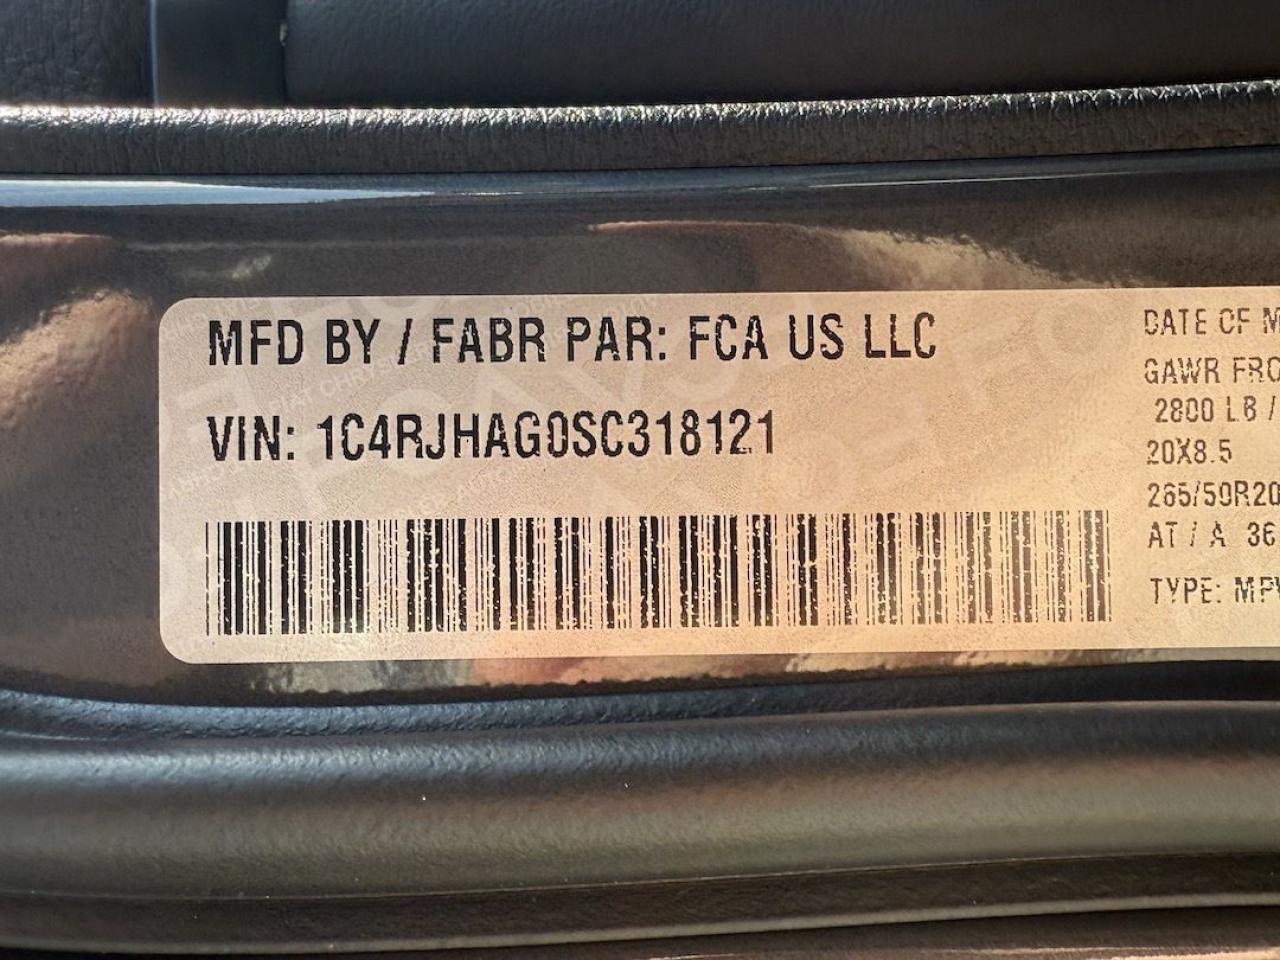 MFD BY / FABR PAR: FCA US LLC
VIN: 1C4RJHAG0SC318121
DATE OF M
GAWR FRO
2800 LB /
20X8.5
265/50R20
AT / A 36
TYPE: MPV